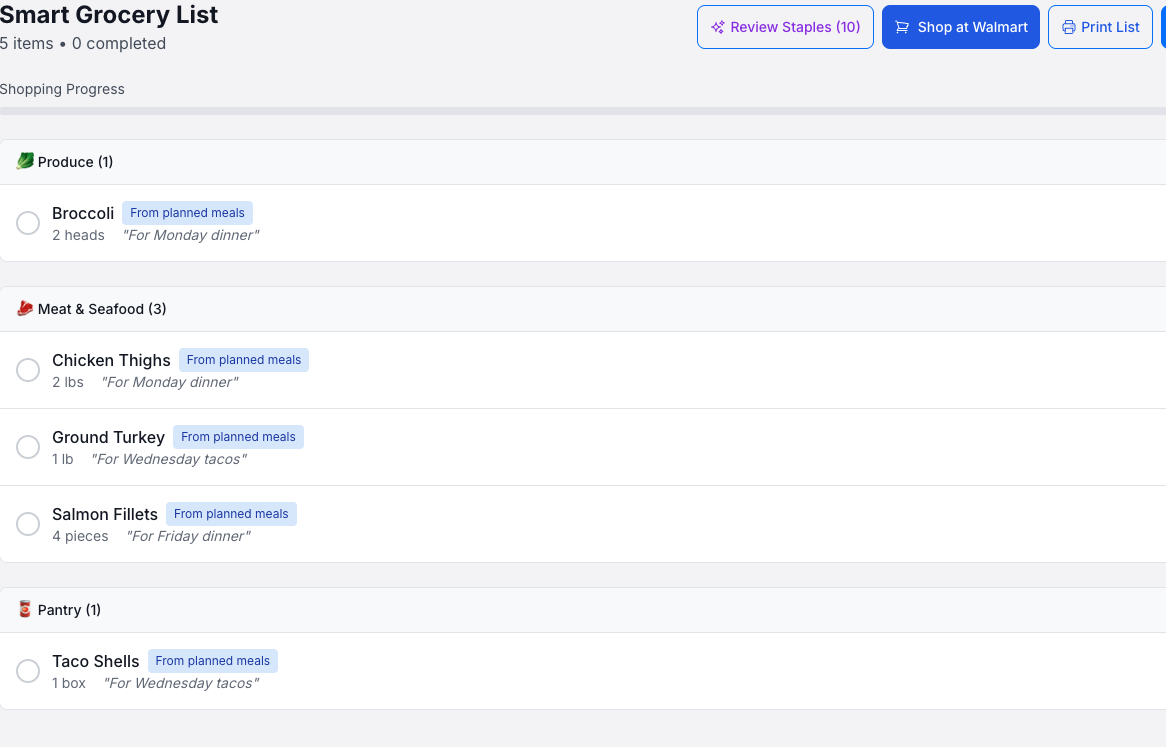 Smart Grocery List
5 items • 0 completed
Review Staples (10)
Shop at Walmart
Print List
Shopping Progress
Produce (1)
Broccoli From planned meals
2 heads "For Monday dinner"
Meat & Seafood (3)
Chicken Thighs From planned meals
2 lbs "For Monday dinner"
Ground Turkey From planned meals
1 lb "For Wednesday tacos"
Salmon Fillets From planned meals
4 pieces "For Friday dinner"
Pantry (1)
Taco Shells From planned meals
1 box "For Wednesday tacos"